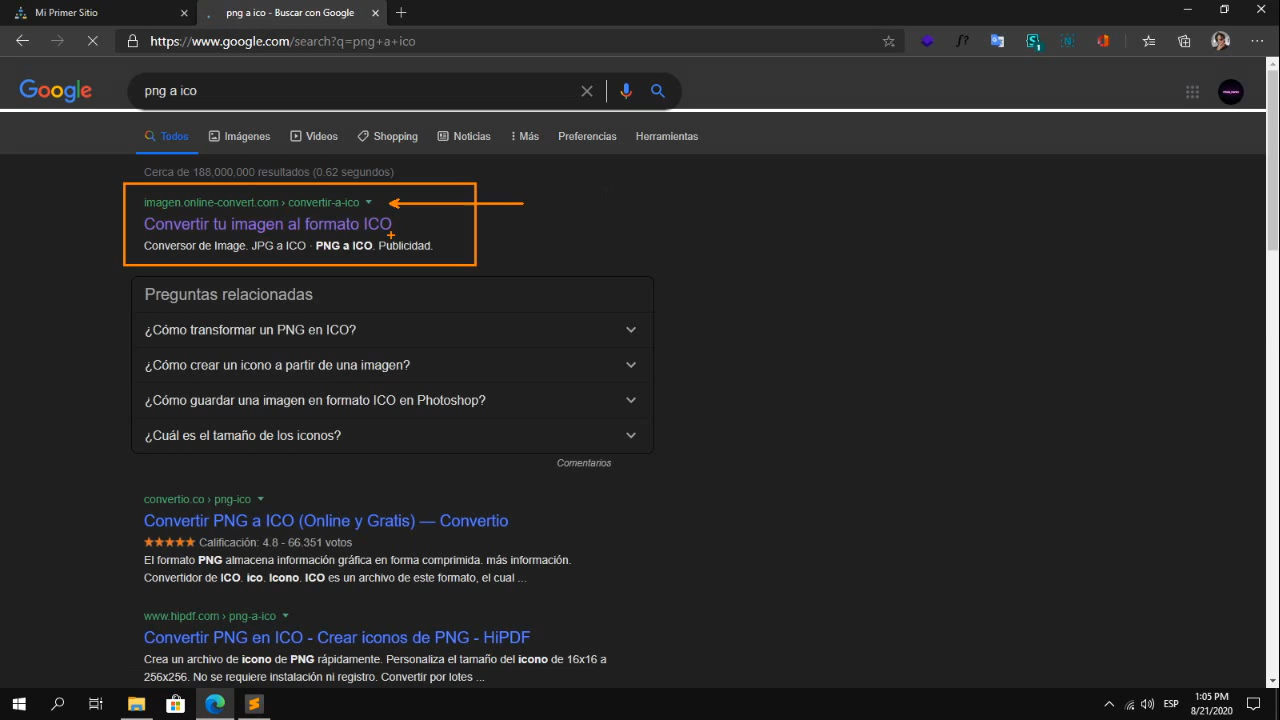 Mi Primer Sitio
png a ico - Buscar con Google
https://www.google.com/search?q=png+a+ico
Google
png a ico
Todos
Imágenes
Videos
Shopping
Noticias
Más
Preferencias
Herramientas
Cerca de 188,000,000 resultados (0.62 segundos)
imagen.online-convert.com › convertir-a-ico
Convertir tu imagen al formato ICO
Conversor de Image. JPG a ICO · PNG a ICO. Publicidad.
Preguntas relacionadas
¿Cómo transformar un PNG en ICO?
¿Cómo crear un icono a partir de una imagen?
¿Cómo guardar una imagen en formato ICO en Photoshop?
¿Cuál es el tamaño de los iconos?
Comentarios
convertio.co › png-ico
Convertir PNG a ICO (Online y Gratis) — Convertio
Calificación: 4.8 - 66.351 votos
El formato PNG almacena información gráfica en forma comprimida. más información.
Convertidor de ICO. ico. Icono. ICO es un archivo de este formato, el cual ...
www.hipdf.com › png-a-ico
Convertir PNG en ICO - Crear iconos de PNG - HiPDF
Crea un archivo de icono de PNG rápidamente. Personaliza el tamaño del icono de 16x16 a
256x256. No se requiere instalación ni registro. Convertir por lotes ...
ESP
1:05 PM
8/21/2020